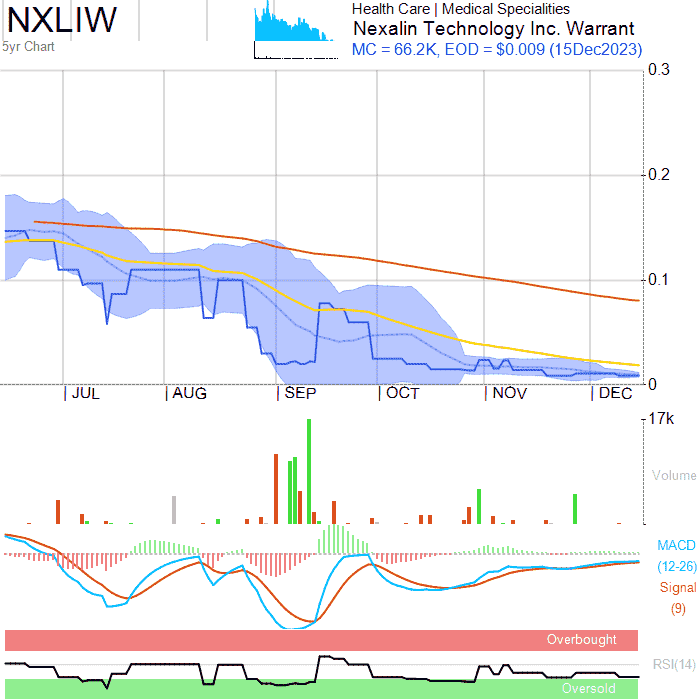 NXLIW
5yr Chart
Health Care | Medical Specialities
Nexalin Technology Inc. Warrant
MC = 66.2K, EOD = $0.009 (15Dec2023)
0.3
0.2
0.1
0
JUL AUG SEP OCT NOV DEC
17k
Volume
MACD
(12-26)
Signal
(9)
Overbought
RSI(14)
Oversold